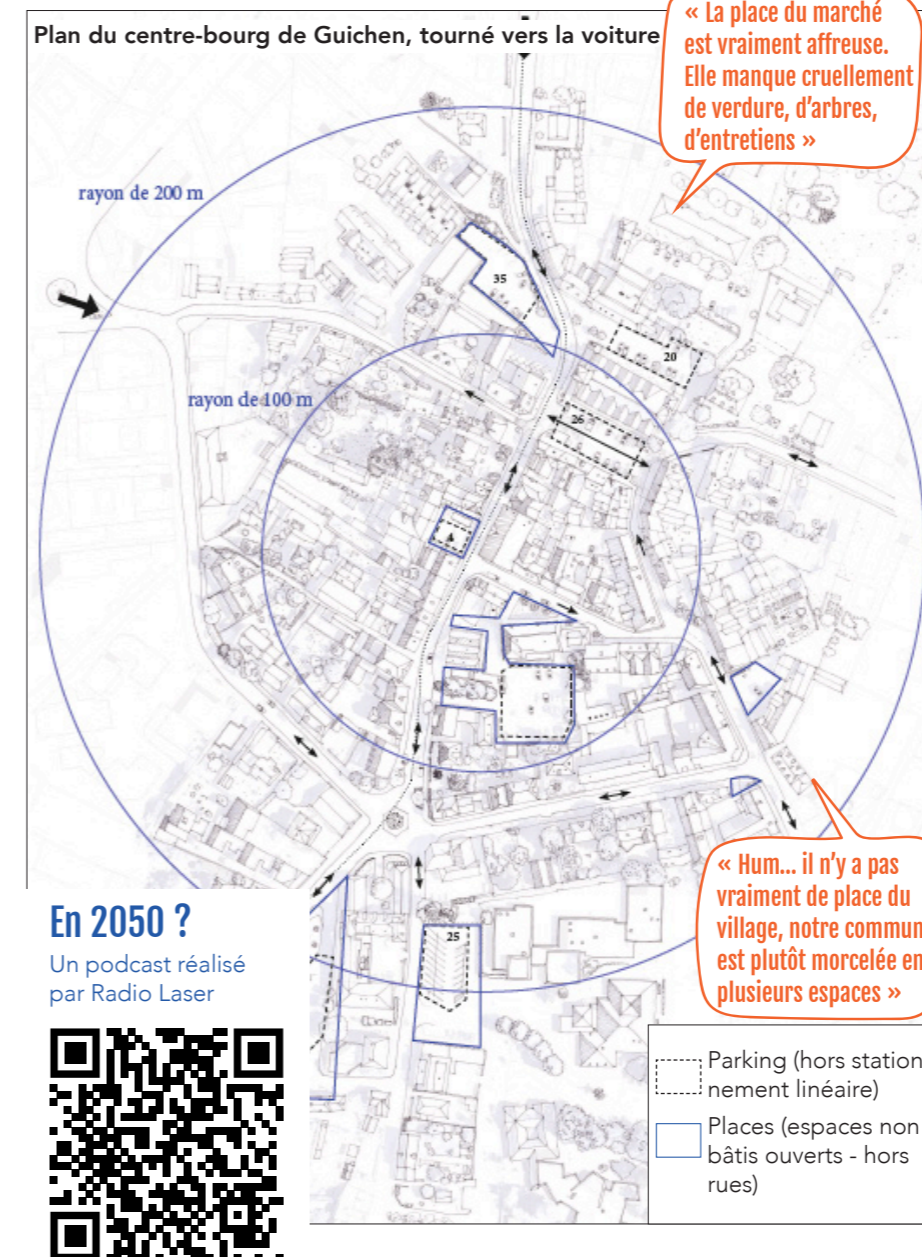 Plan du centre-bourg de Guichen, tourné vers la voiture
« La place du marché
est vraiment affreuse.
Elle manque cruellement
de verdure, d'arbres,
d'entretiens »
rayon de 200 m
35
20
rayon de 100 m
26
« Hum... il n'y a pas
vraiment de place du
village, notre commun
est plutôt morcelée en
plusieurs espaces »
En 2050 ?
Un podcast réalisé
par Radio Laser
25
Parking (hors station
nement linéaire)
Places (espaces non
bâtis ouverts - hors
rues)